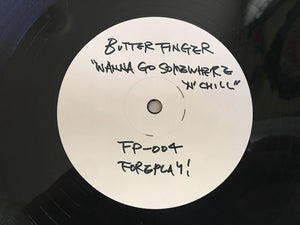 BUTTER FINGER
"WANNA GO SOMEWHERE
N' CHILL"
FP-004
FOREPLAY!